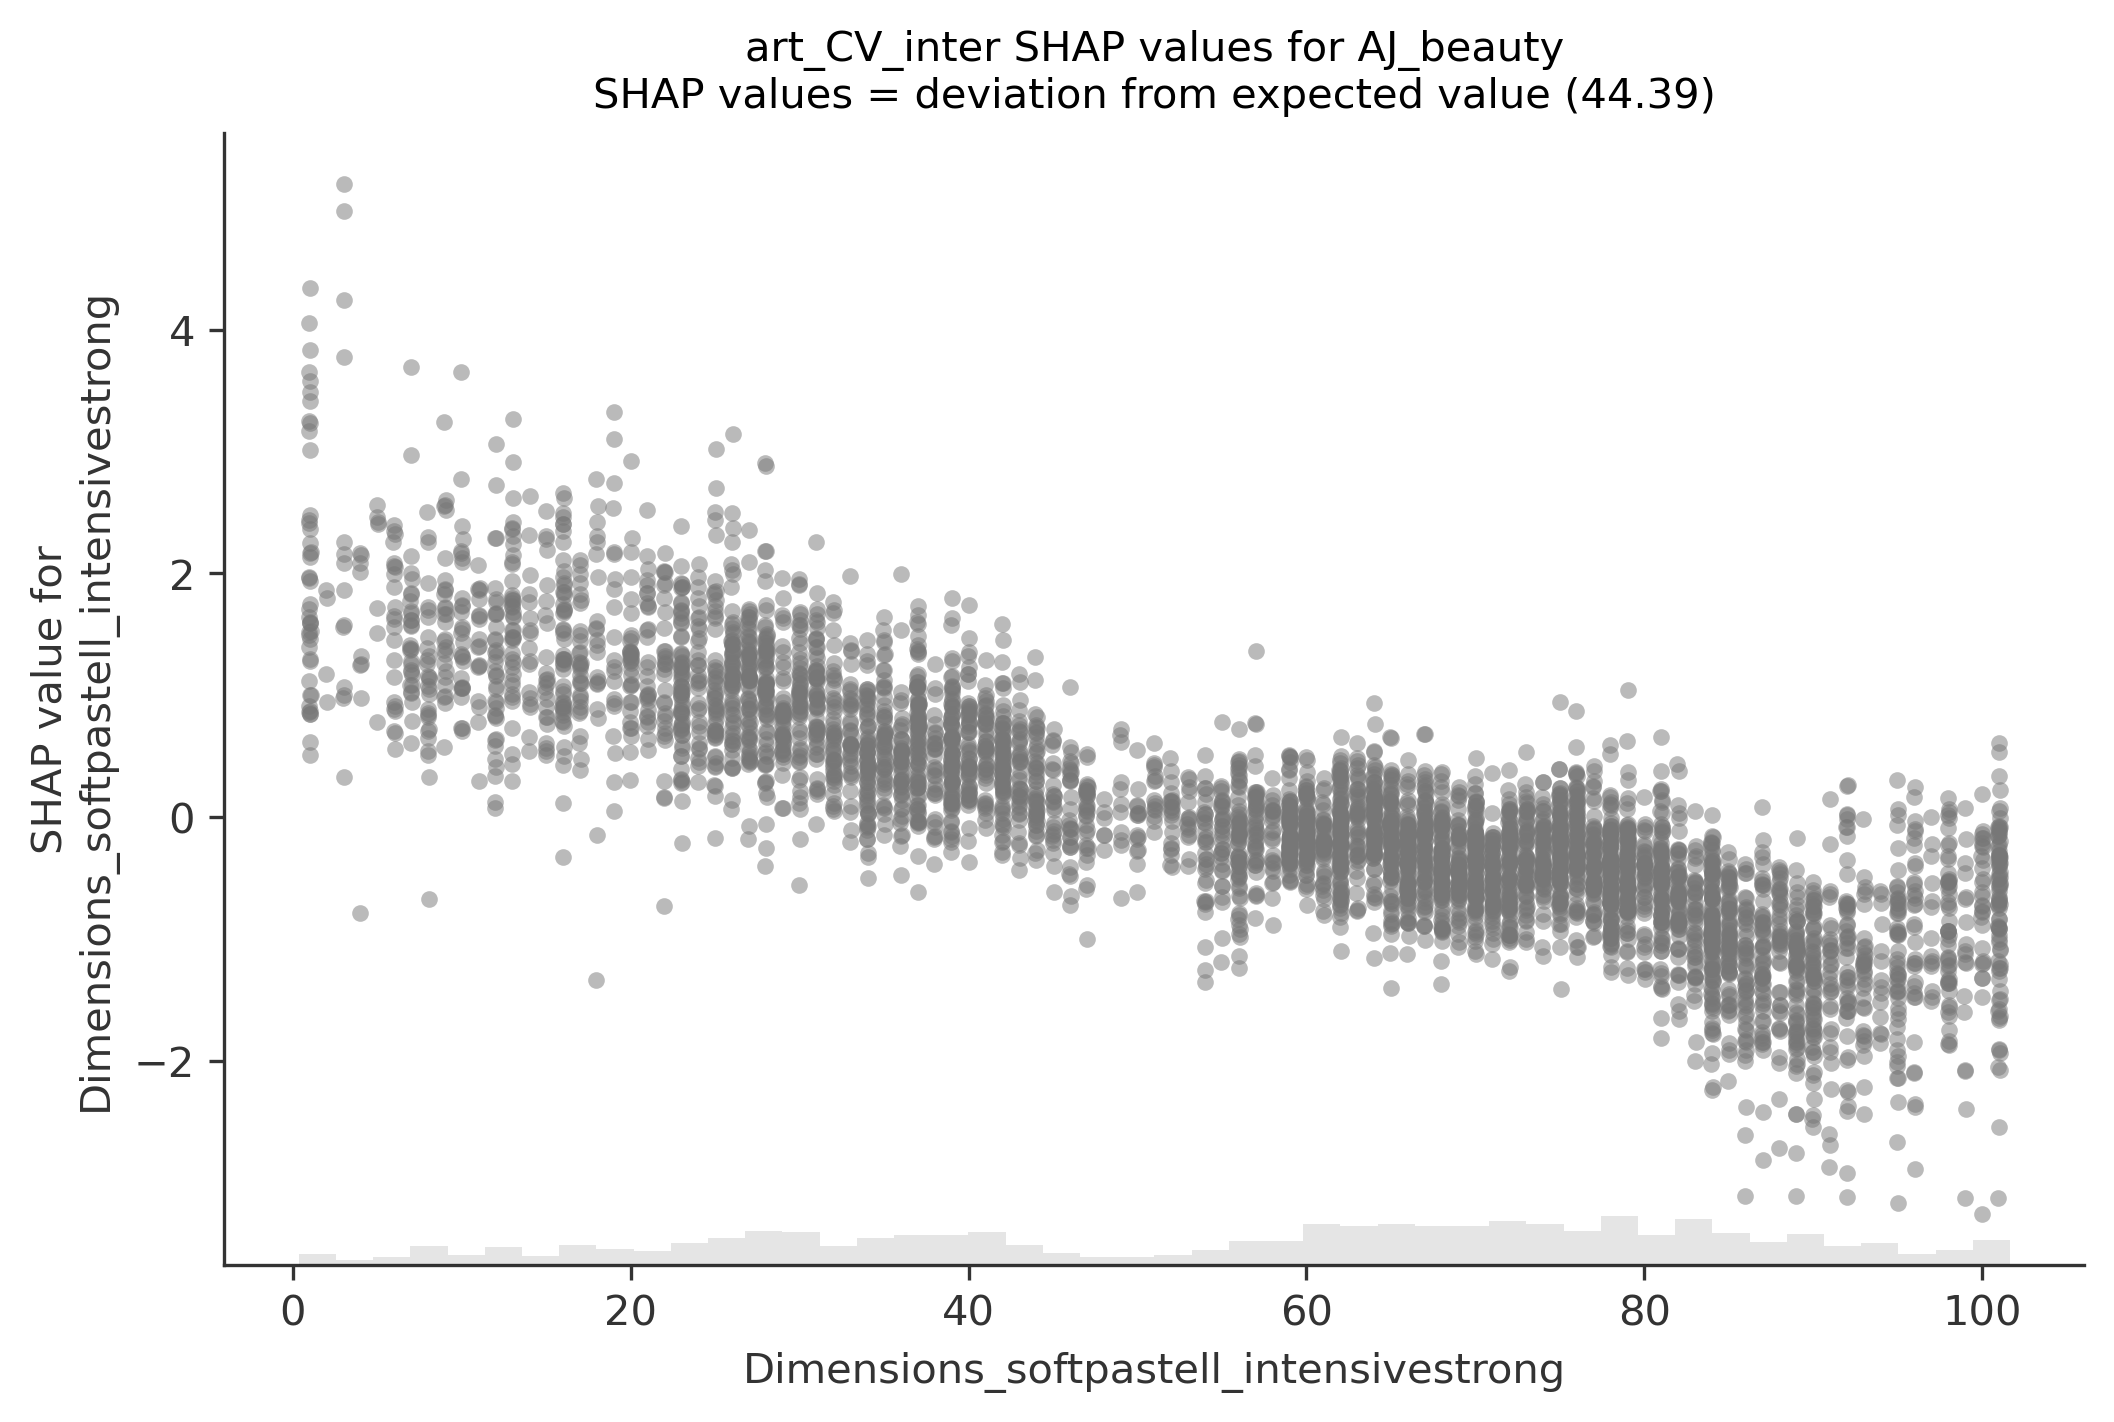 art_CV_inter SHAP values for AJ_beauty
SHAP values = deviation from expected value (44.39)
SHAP value for
Dimensions_softpastell_intensivestrong
4
2
0
−2
0
20
40
60
80
100
Dimensions_softpastell_intensivestrong